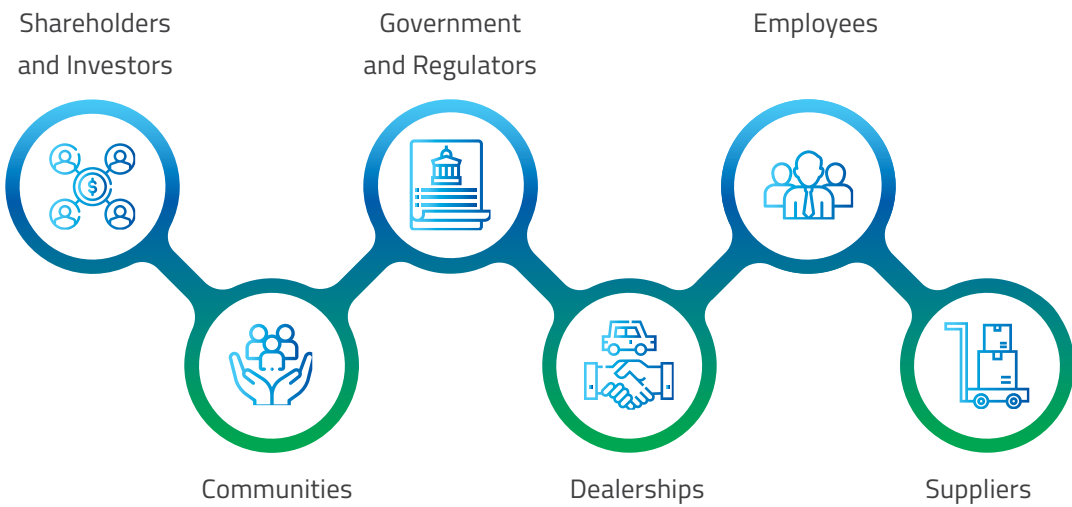 Shareholders
and Investors
Government
and Regulators
Employees
$
Communities
Dealerships
Suppliers